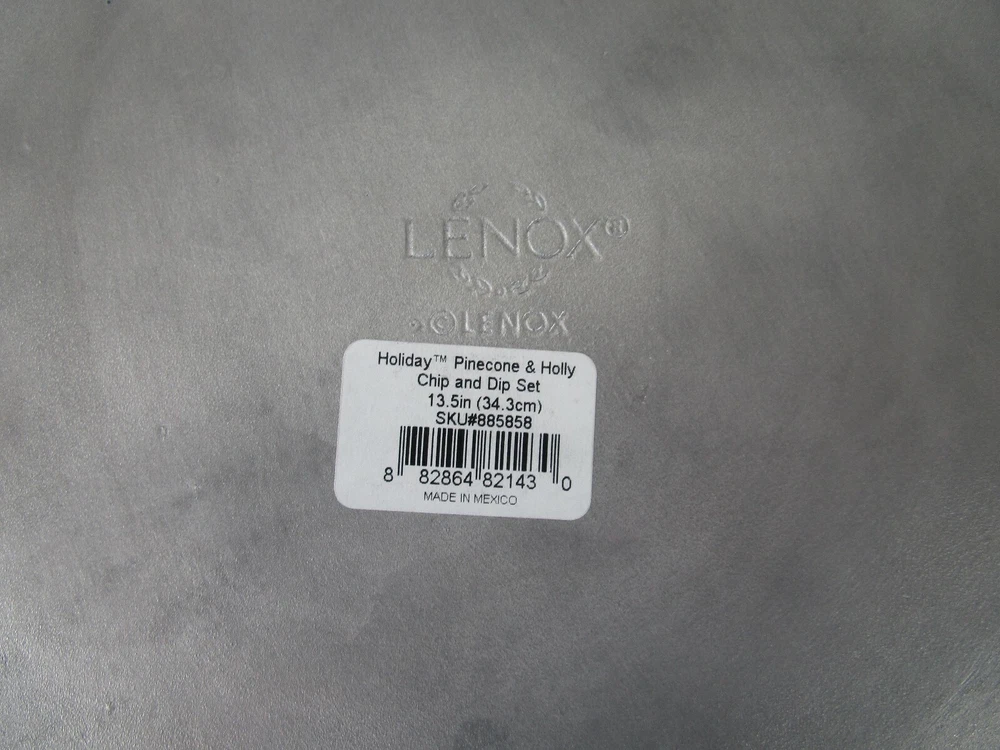 LENOX®
© LENOX
Holiday™ Pinecone & Holly
Chip and Dip Set
13.5in (34.3cm)
SKU#885858
8 82864 82143 0
MADE IN MEXICO